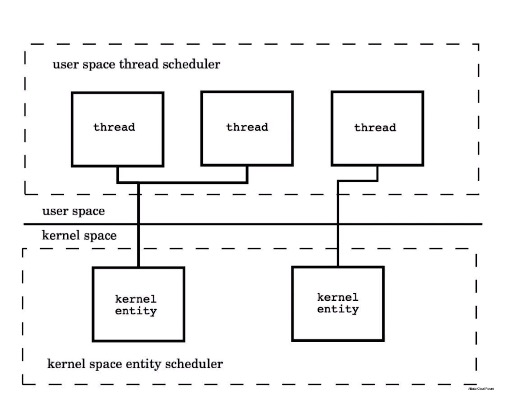 user space thread scheduler
thread
thread
thread
user space
kernel space
kernel
entity
kernel
entity
kernel space entity scheduler